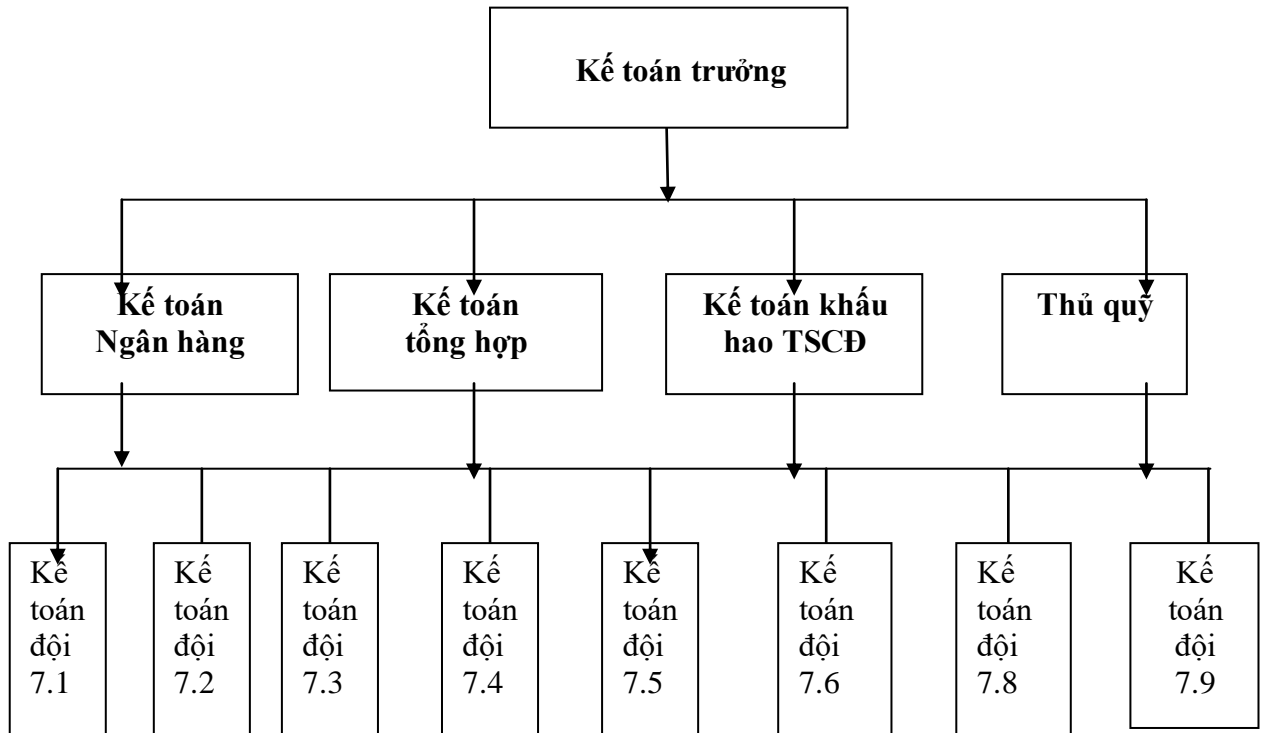 Kế toán trưởng
Kế toán
Ngân hàng
Kế toán
tổng hợp
Kế toán khấu
hao TSCĐ
Thủ quỹ
Kế
toán
đội
7.1
Kế
toán
đội
7.2
Kế
toán
đội
7.3
Kế
toán
đội
7.4
Kế
toán
đội
7.5
Kế
toán
đội
7.6
Kế
toán
đội
7.8
Kế
toán
đội
7.9